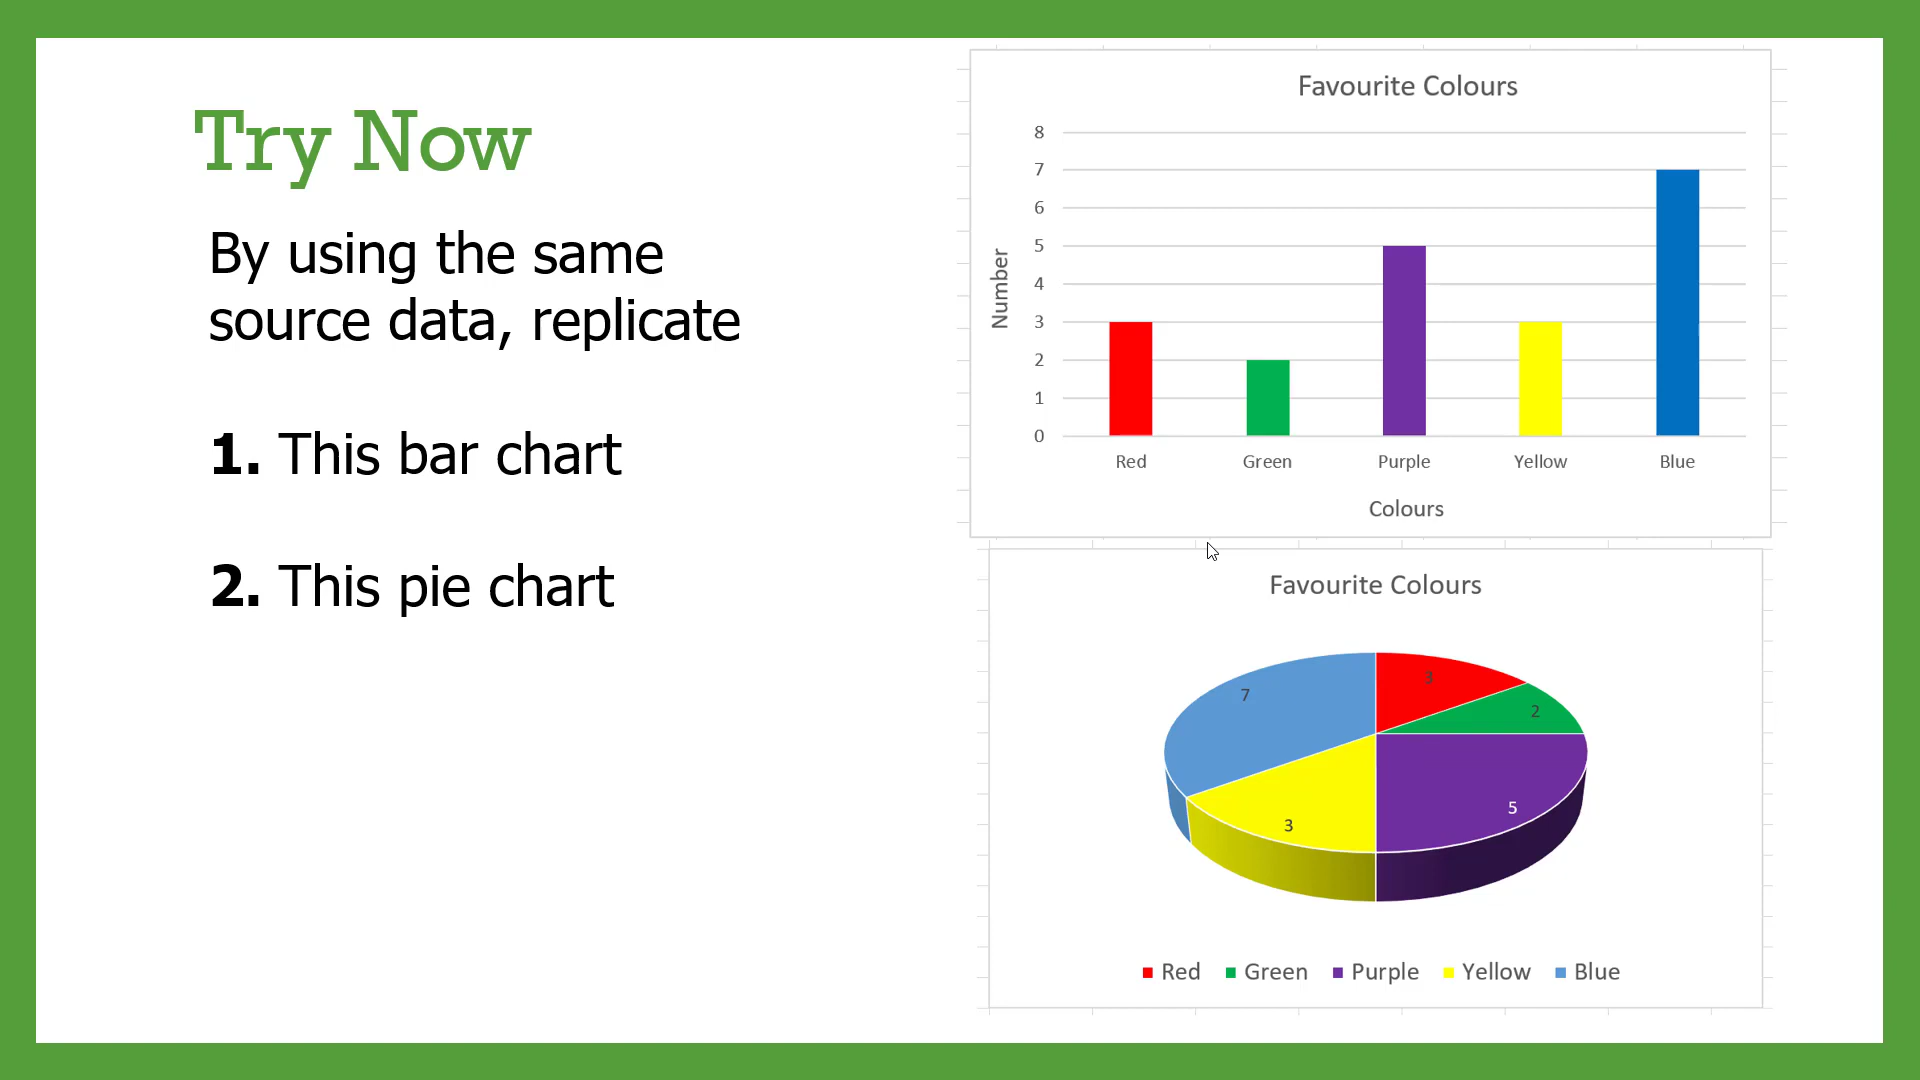 Try Now
By using the same
source data, replicate
1. This bar chart
2. This pie chart
Favourite Colours
8
7
6
5
4
3
2
1
0
Number
Red Green Purple Yellow Blue
Colours
Favourite Colours
3
7
2
5
3
Red Green Purple Yellow Blue